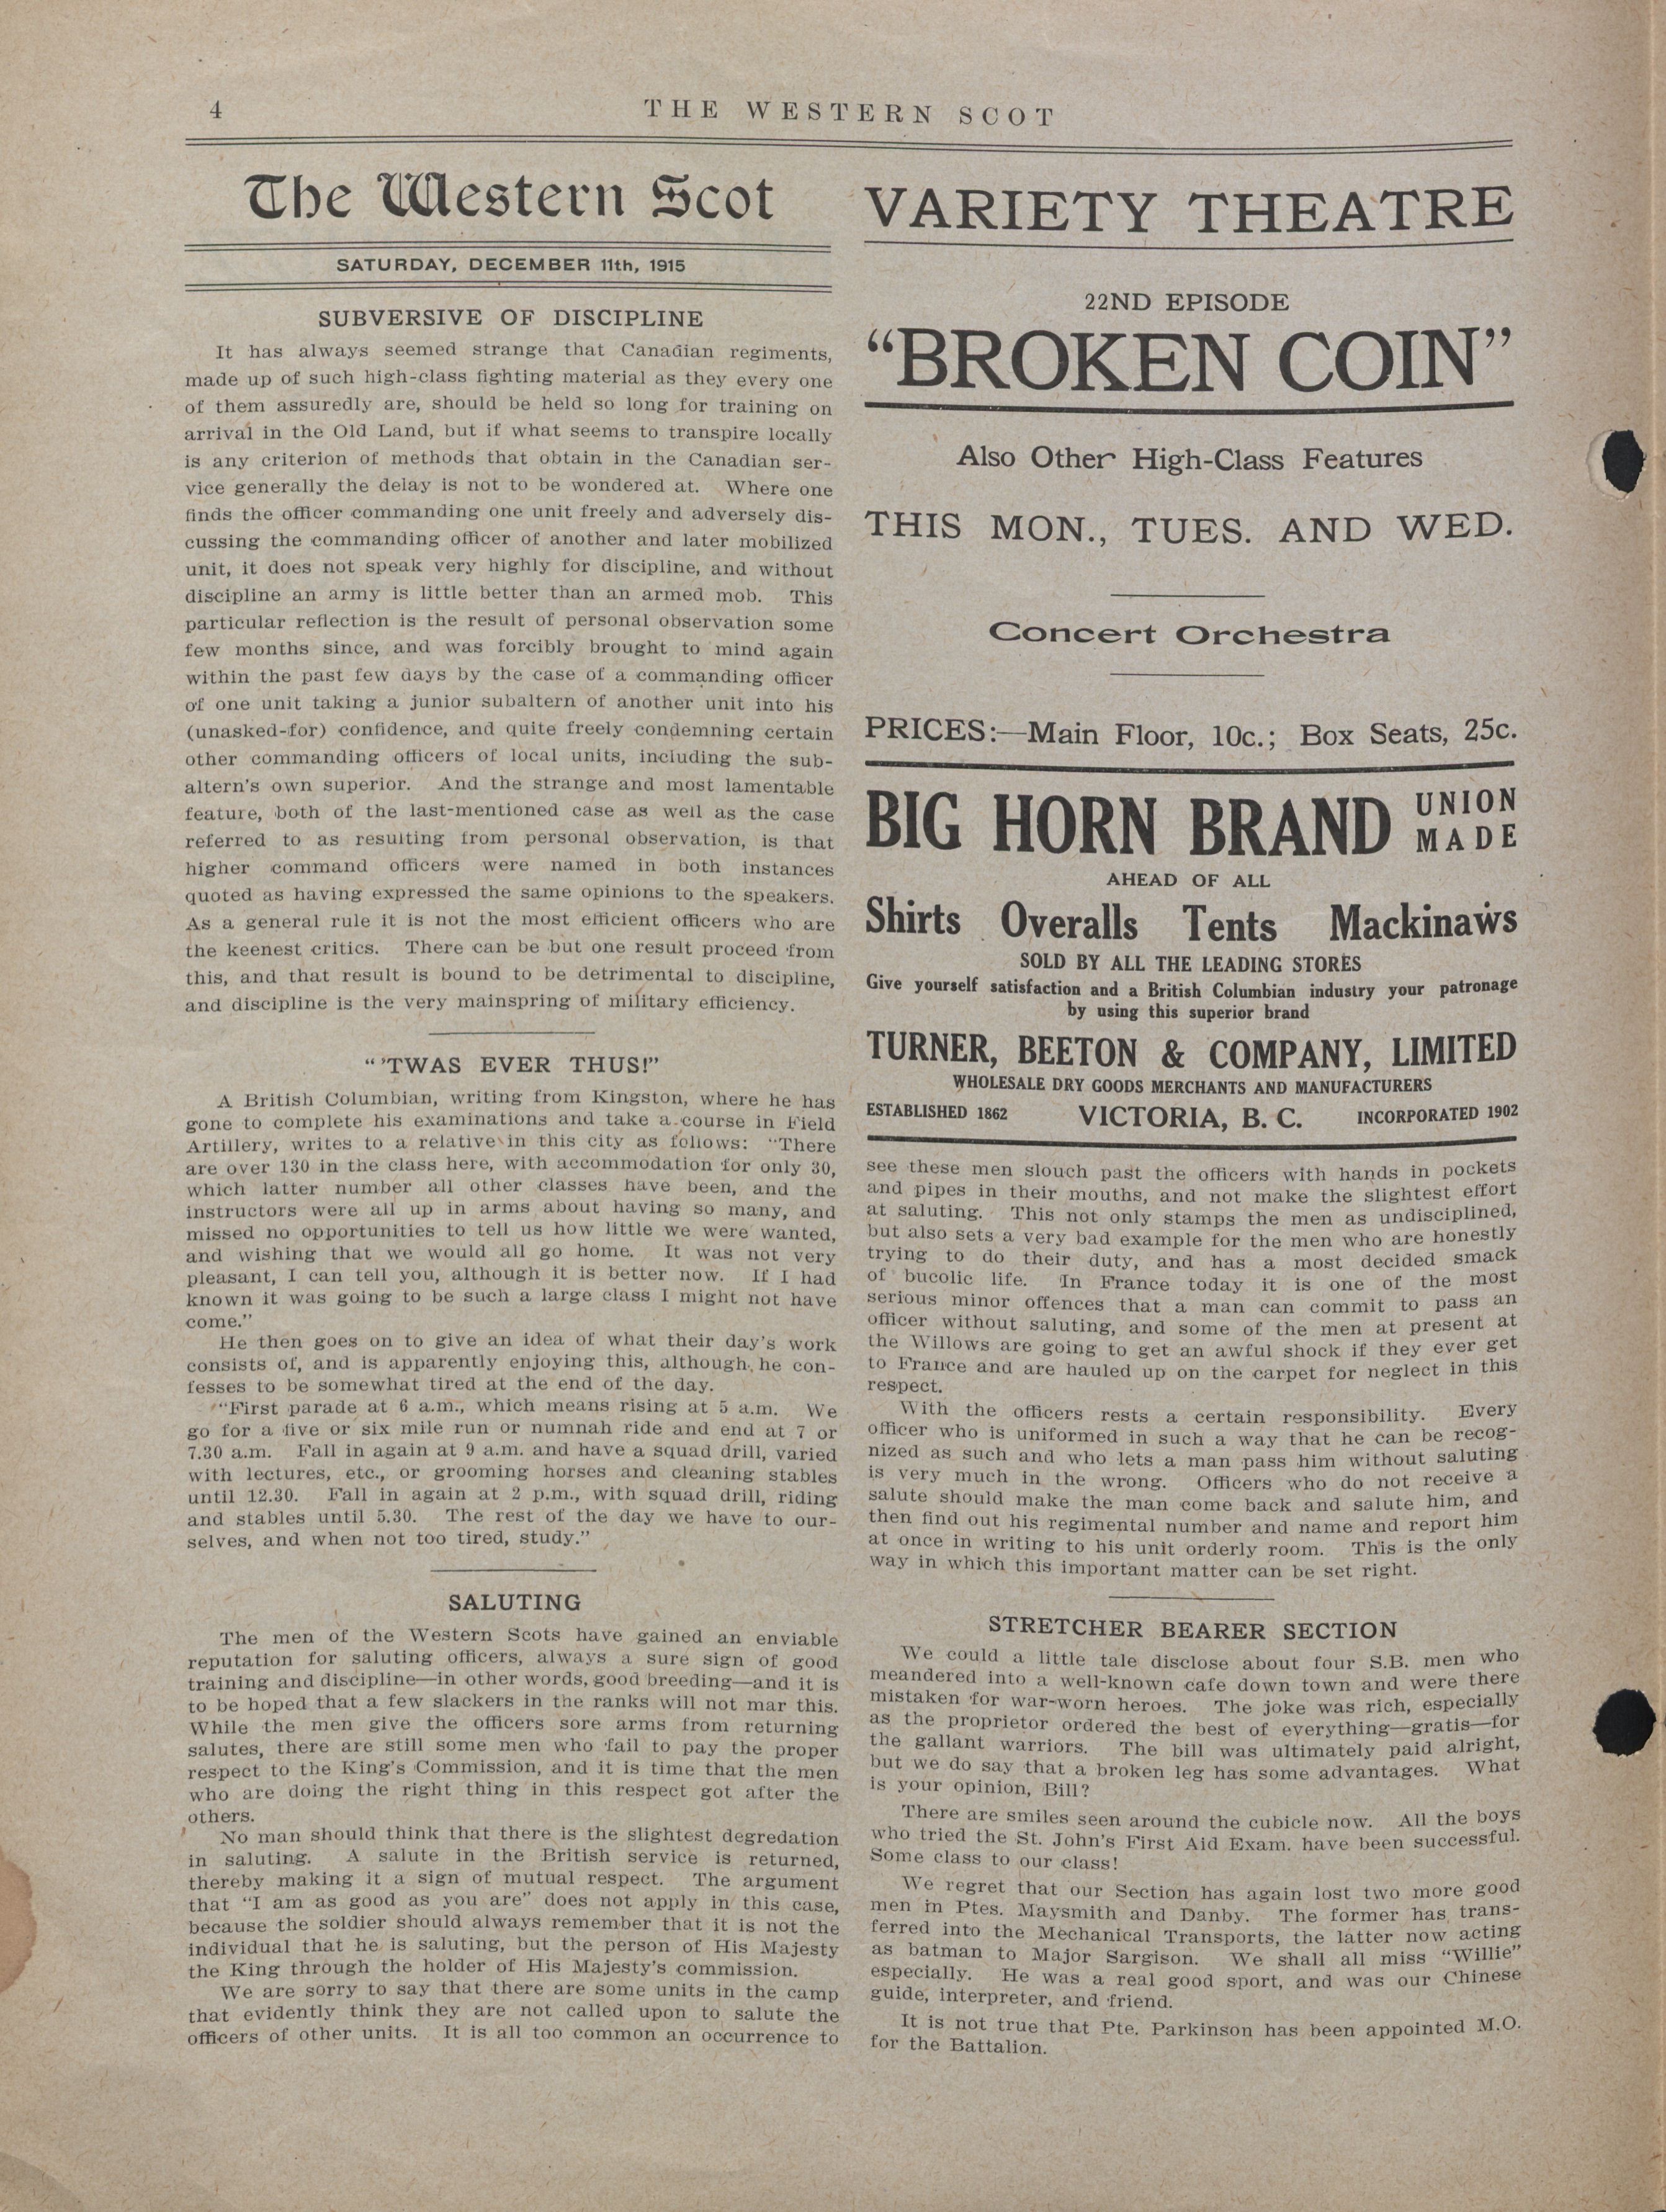 4
THE WESTERN SCOT
The Western Scot
SATURDAY, DECEMBER 11th, 1915
SUBVERSIVE OF DISCIPLINE
It has always seemed strange that Canadian regiments,
made up of such high-class fighting material as they every one
of them assuredly are, should be held so long for training on
arrival in the Old Land, but if what seems to transpire locally
is any criterion of methods that obtain in the Canadian ser-
vice generally the delay is not to be wondered at. Where one
finds the officer commanding one unit freely and adversely dis-
cussing the commanding officer of another and later mobilized
unit, it does not speak very highly for discipline, and without
discipline an army is little better than an armed mob. This
particular reflection is the result of personal observation some
few months since, and was forcibly brought to mind again
within the past few days by the case of a commanding officer
of one unit taking a junior subaltern of another unit into his
(unasked-for) confidence, and quite freely condemning certain
other commanding officers of local units, including the sub-
altern's own superior. And the strange and most lamentable
feature, both of the last-mentioned case as well as the case
referred to as resulting from personal observation, is that
higher command officers were named in both instances
quoted as having expressed the same opinions to the speakers.
As a general rule it is not the most efficient officers who are
the keenest critics. There can be but one result proceed from
this, and that result is bound to be detrimental to discipline,
and discipline is the very mainspring of military efficiency.
"'TWAS EVER THUS!"
A British Columbian, writing from Kingston, where he has
gone to complete his examinations and take a course in Field
Artillery, writes to a relative in this city as follows: "There
are over 130 in the class here, with accommodation for only 30,
which latter number all other classes have been, and the
instructors were all up in arms about having so many, and
missed no opportunities to tell us how little we were wanted,
and wishing that we would all go home. It was not very
pleasant, I can tell you, although it is better now. If I had
known it was going to be such a large class I might not have
come."
He then goes on to give an idea of what their day's work
consists of, and is apparently enjoying this, although, he con-
fesses to be somewhat tired at the end of the day.
"First parade at 6 a.m., which means rising at 5 a.m. We
go for a five or six mile run or numnah ride and end at 7 or
7.30 a.m. Fall in again at 9 a.m. and have a squad drill, varied
with lectures, etc., or grooming horses and cleaning stables
until 12.30. Fall in again at 2 p.m., with squad drill, riding
and stables until 5.30. The rest of the day we have to our-
selves, and when not too tired, study."
SALUTING
The men of the Western Scots have gained an enviable
reputation for saluting officers, always a sure sign of good
training and discipline—in other words, good breeding—and it is
to be hoped that a few slackers in the ranks will not mar this.
While the men give the officers sore arms from returning
salutes, there are still some men who fail to pay the proper
respect to the King's Commission, and it is time that the men
who are doing the right thing in this respect got after the
others.
No man should think that there is the slightest degredation
in saluting. A salute in the British service is returned,
thereby making it a sign of mutual respect. The argument
that "I am as good as you are" does not apply in this case,
because the soldier should always remember that it is not the
individual that he is saluting, but the person of His Majesty
the King through the holder of His Majesty's commission.
We are sorry to say that there are some units in the camp
that evidently think they are not called upon to salute the
officers of other units. It is all too common an occurrence to
VARIETY THEATRE
22ND EPISODE
"BROKEN COIN"
Also Other High-Class Features
THIS MON., TUES. AND WED.
Concert Orchestra
PRICES:—Main Floor, 10c.; Box Seats, 25c.
BIG HORN BRAND UNION MADE
AHEAD OF ALL
Shirts Overalls Tents Mackinaws
SOLD BY ALL THE LEADING STORES
Give yourself satisfaction and a British Columbian industry your patronage
by using this superior brand
TURNER, BEETON & COMPANY, LIMITED
WHOLESALE DRY GOODS MERCHANTS AND MANUFACTURERS
ESTABLISHED 1862 VICTORIA, B. C. INCORPORATED 1902
see these men slouch past the officers with hands in pockets
and pipes in their mouths, and not make the slightest effort
at saluting. This not only stamps the men as undisciplined,
but also sets a very bad example for the men who are honestly
trying to do their duty, and has a most decided smack
of bucolic life. In France today it is one of the most
serious minor offences that a man can commit to pass an
officer without saluting, and some of the men at present at
the Willows are going to get an awful shock if they ever get
to France and are hauled up on the carpet for neglect in this
respect.
With the officers rests a certain responsibility. Every
officer who is uniformed in such a way that he can be recog-
nized as such and who lets a man pass him without saluting
is very much in the wrong. Officers who do not receive a
salute should make the man come back and salute him, and
then find out his regimental number and name and report him
at once in writing to his unit orderly room. This is the only
way in which this important matter can be set right.
STRETCHER BEARER SECTION
We could a little tale disclose about four S.B. men who
meandered into a well-known cafe down town and were there
mistaken for war-worn heroes. The joke was rich, especially
as the proprietor ordered the best of everything—gratis—for
the gallant warriors. The bill was ultimately paid alright,
but we do say that a broken leg has some advantages. What
is your opinion, Bill?
There are smiles seen around the cubicle now. All the boys
who tried the St. John's First Aid Exam. have been successful.
Some class to our class!
We regret that our Section has again lost two more good
men in Ptes. Maysmith and Danby. The former has trans-
ferred into the Mechanical Transports, the latter now acting
as batman to Major Sargison. We shall all miss "Willie"
especially. He was a real good sport, and was our Chinese
guide, interpreter, and friend.
It is not true that Pte. Parkinson has been appointed M.O.
for the Battalion.